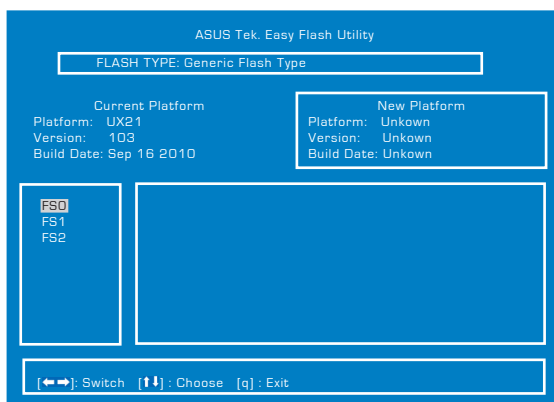 ASUS Tek. Easy Flash Utility
FLASH TYPE: Generic Flash Type
Current Platform
Platform: UX21
Version: 103
Build Date: Sep 16 2010
New Platform
Platform: Unkown
Version: Unkown
Build Date: Unkown
FS0
FS1
FS2
[←→]: Switch [↑↓] : Choose [q] : Exit